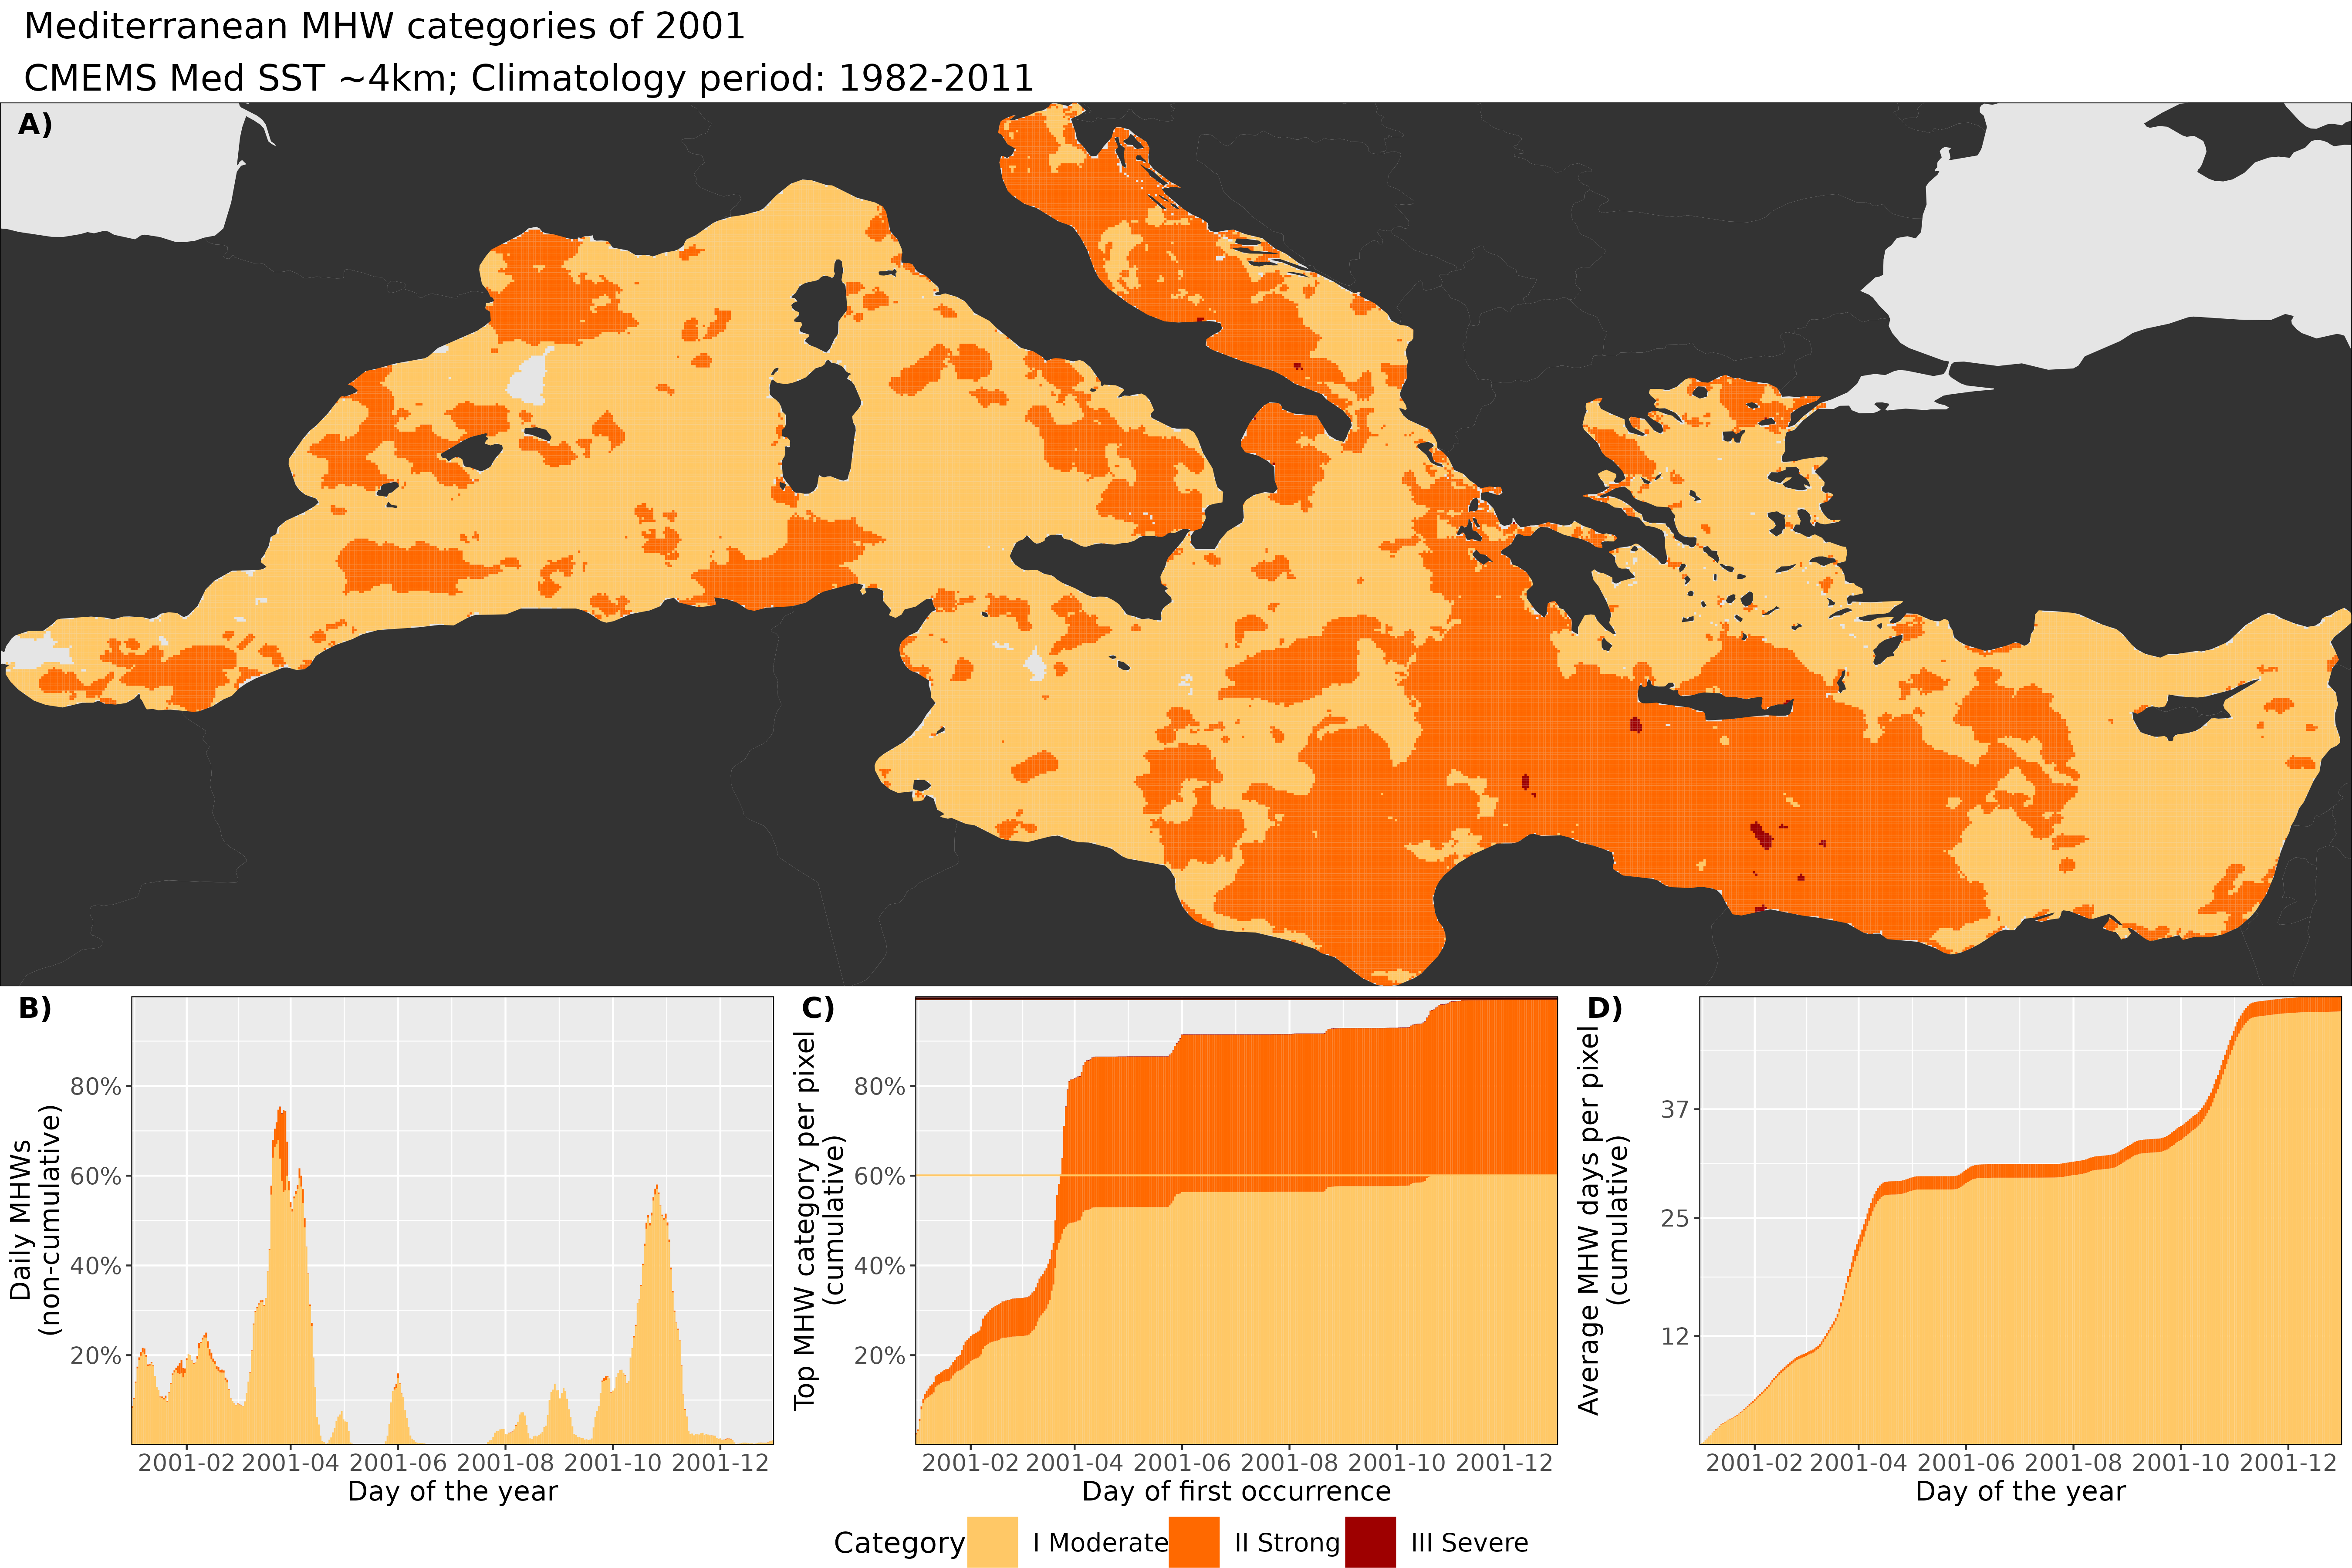 Mediterranean MHW categories of 2001
CMEMS Med SST ~4km; Climatology period: 1982-2011
A)
B)
Daily MHWs
(non-cumulative)
80%
60%
40%
20%
2001-02 2001-04 2001-06 2001-08 2001-10 2001-12
Day of the year
C)
Top MHW category per pixel
(cumulative)
80%
60%
40%
20%
2001-02 2001-04 2001-06 2001-08 2001-10 2001-12
Day of first occurrence
D)
Average MHW days per pixel
(cumulative)
37
25
12
2001-02 2001-04 2001-06 2001-08 2001-10 2001-12
Day of the year
Category I Moderate II Strong III Severe